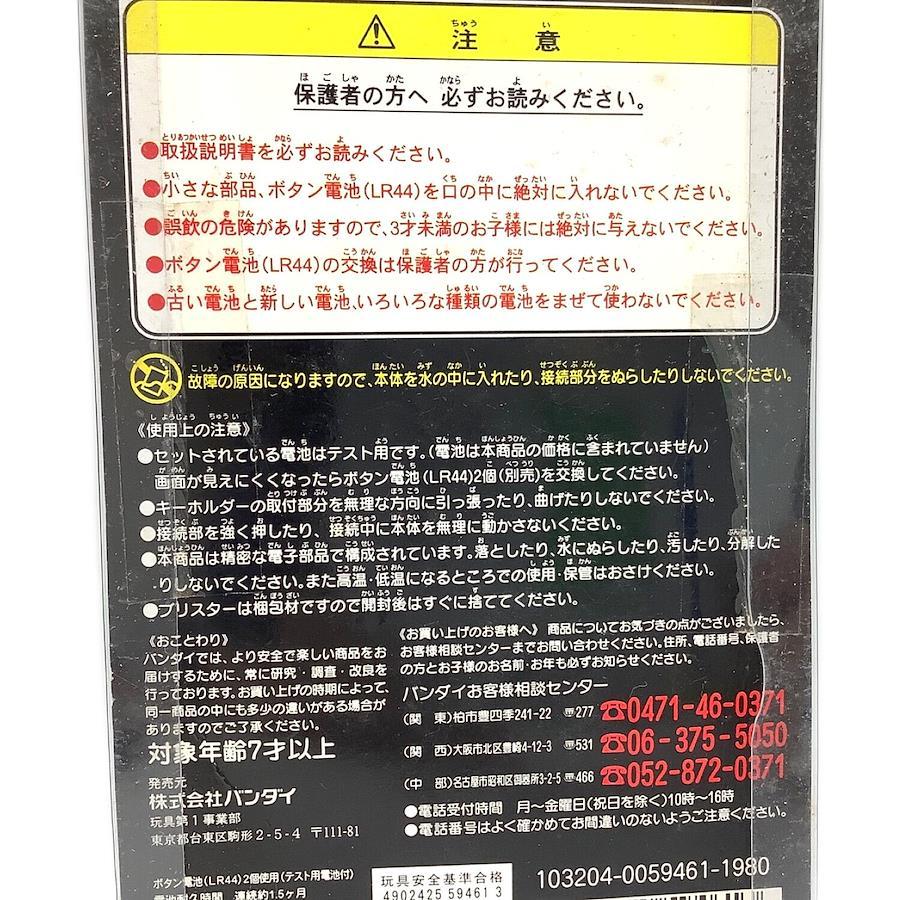 注意
保護者の方へ 必ずお読みください。
●取扱説明書を必ずお読みください。
●小さな部品、ボタン電池(LR44)を口の中に絶対に入れないでください。
●誤飲の危険がありますので、3才未満のお子様には絶対に与えないでください。
●ボタン電池(LR44)の交換は保護者の方が行ってください。
●古い電池と新しい電池、いろいろな種類の電池をまぜて使わないでください。
故障の原因になりますので、本体を水の中に入れたり、接続部分をぬらしたりしないでください。
《使用上の注意》
●セットされている電池はテスト用です。(電池は本商品の価格に含まれていません)
画面が見えにくくなったらボタン電池(LR44)2個(別売)を交換してください。
●キーホルダーの取付部分を無理な方向に引っ張ったり、曲げたりしないでください。
●接続部を強く押したり、接続中に本体を無理に動かさないください。
●本商品は精密な電子部品で構成されています。落としたり、水にぬらしたり、汚したり、分解した
りしないでください。また高温・低温になるところでの使用・保管はおさけください。
●ブリスターは梱包材ですので開封後はすぐに捨ててください。
《おことわり》
バンダイでは、より安全で楽しい商品をお
届けするために、常に研究・調査・改良を
行っております。お買い上げの時期によって、
同一商品の中にも多少の違いがある場合が
ありますのでご了承ください。
対象年齢7才以上
発売元
株式会社バンダイ
玩具第1事業部
東京都台東区駒形2-5-4 〒111-81
《お買い上げのお客様へ》 商品についてお気づきの点がございましたら、
お客様相談センターまでお問い合わせください。住所、電話番号、保護者
の方とお子様のお名前・お年も必ずお知らせください。
バンダイお客様相談センター
(関 東)柏市豊四季241-22 〒277 ☎0471-46-0371
(関 西)大阪市北区豊崎4-12-3 〒531 ☎06-375-5050
(中 部)名古屋市昭和区御器所3-2-5 〒466 ☎052-872-0371
●電話受付時間 月〜金曜日(祝日を除く)10時〜16時
●電話番号はよく確かめてお間違いのないようご注意ください。
ボタン電池(LR44)2個使用(テスト用電池付)
電池耐久時間 連続約1.5ヶ月
玩具安全基準合格
4902425 59461 3
103204-0059461-1980